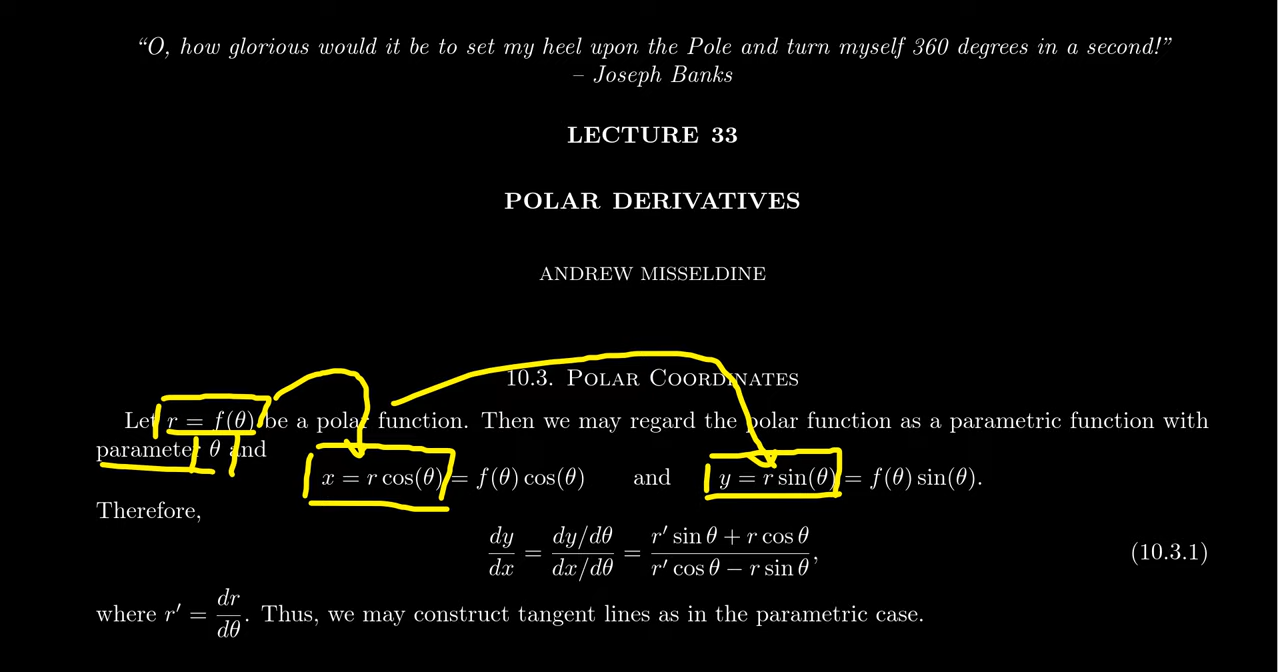 “O, how glorious would it be to set my heel upon the Pole and turn myself 360 degrees in a second!”
– Joseph Banks
LECTURE 33
POLAR DERIVATIVES
ANDREW MISSELDINE
10.3. Polar Coordinates
Let r = f(θ) be a polar function. Then we may regard the polar function as a parametric function with
parameter θ and
x = r cos(θ) = f(θ) cos(θ) and y = r sin(θ) = f(θ) sin(θ).
Therefore,
dy/dx = (dy/dθ)/(dx/dθ) = (r′ sin θ + r cos θ)/(r′ cos θ − r sin θ), (10.3.1)
where r′ = dr/dθ. Thus, we may construct tangent lines as in the parametric case.